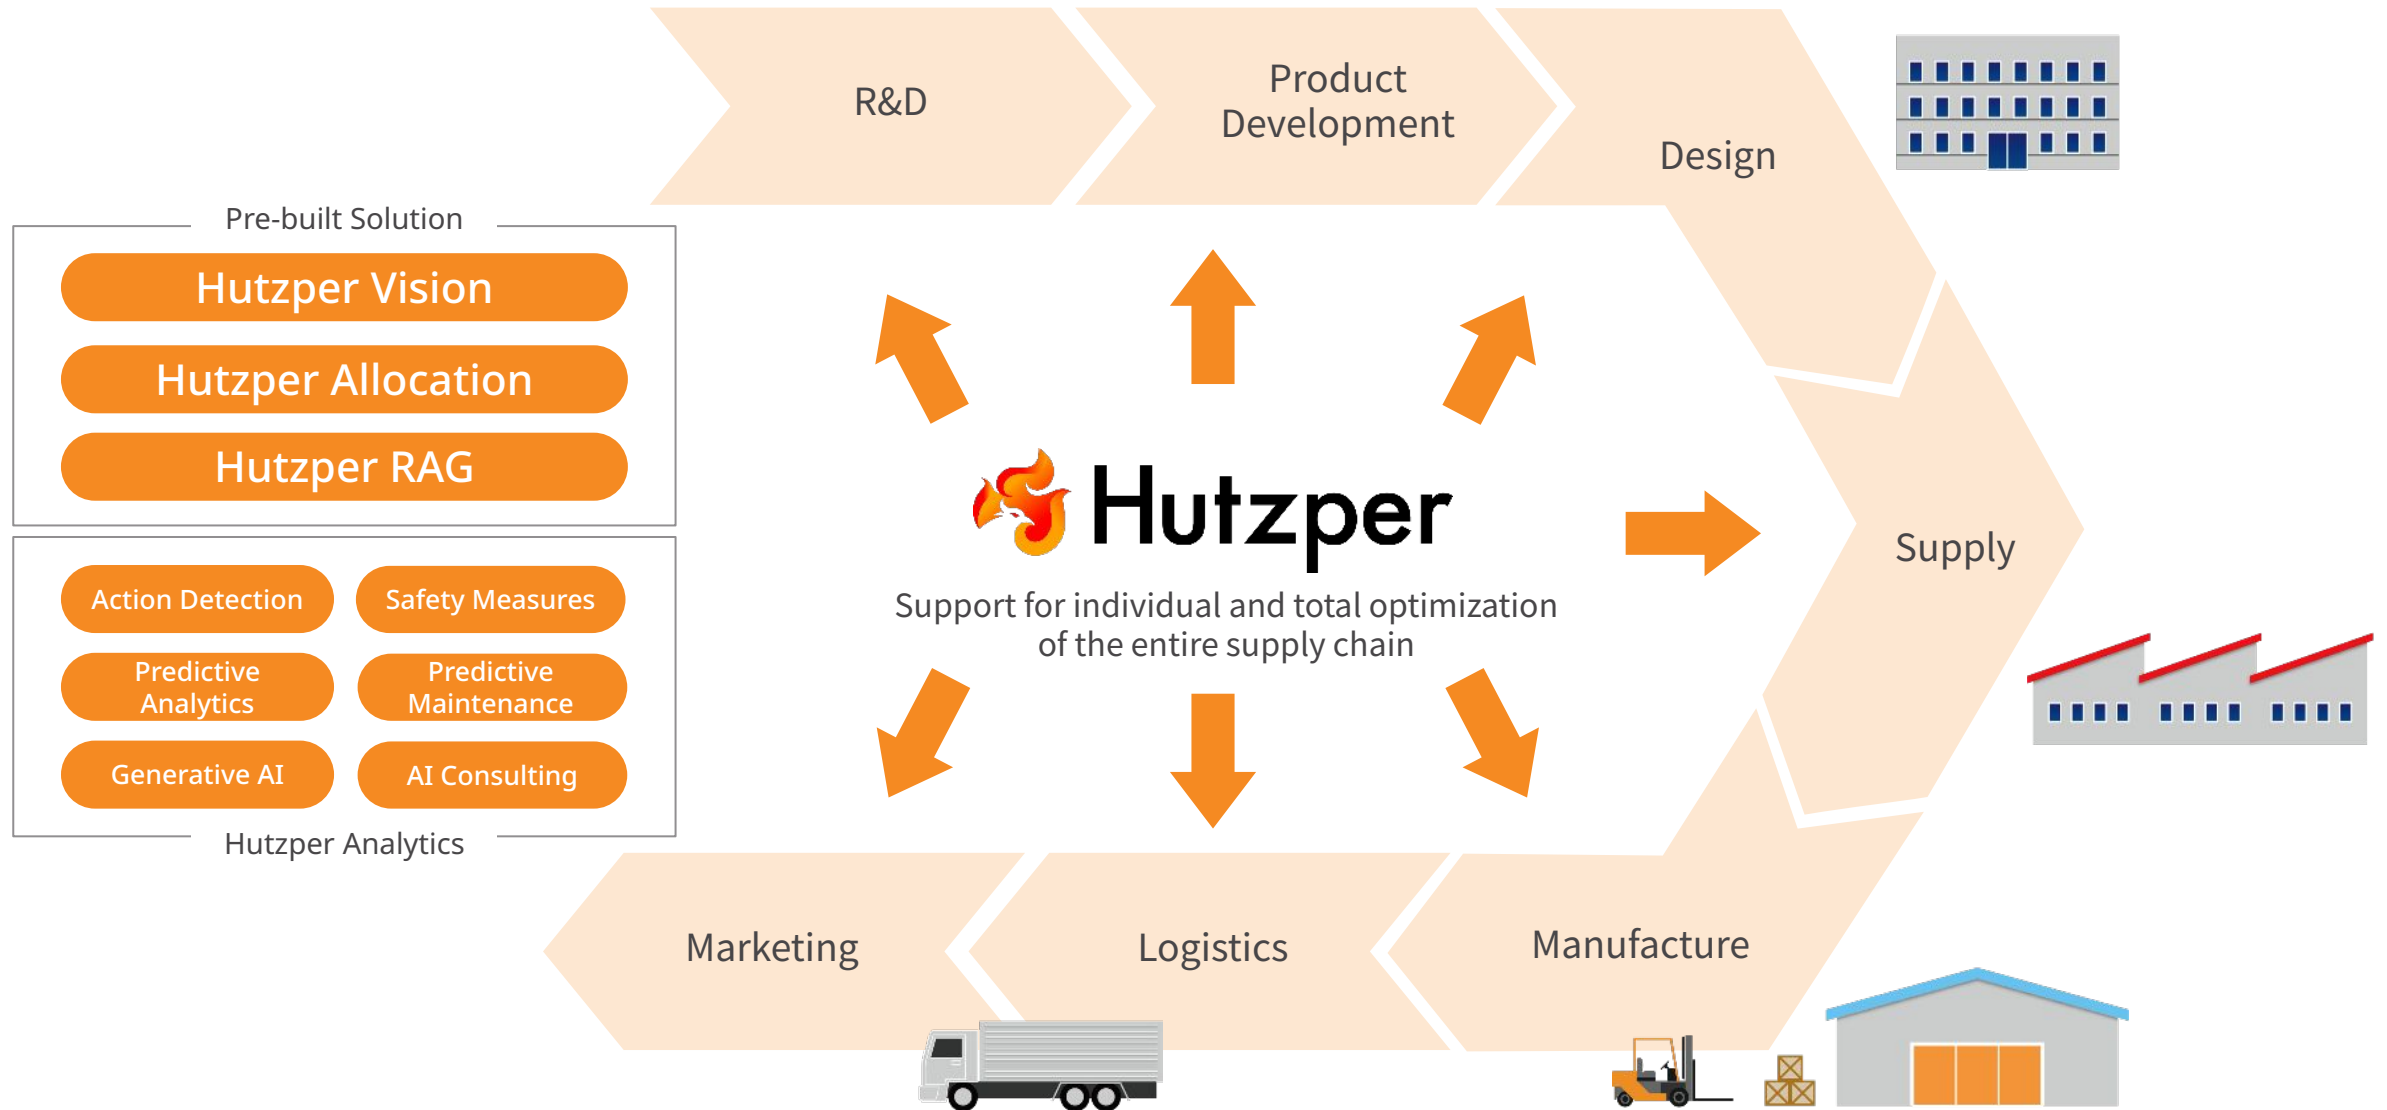 R&D
Product
Development
Design
Pre-built Solution
Hutzper Vision
Hutzper Allocation
Hutzper RAG
Hutzper
Support for individual and total optimization
of the entire supply chain
Supply
Action Detection
Safety Measures
Predictive
Analytics
Predictive
Maintenance
Generative AI
AI Consulting
Hutzper Analytics
Marketing
Logistics
Manufacture